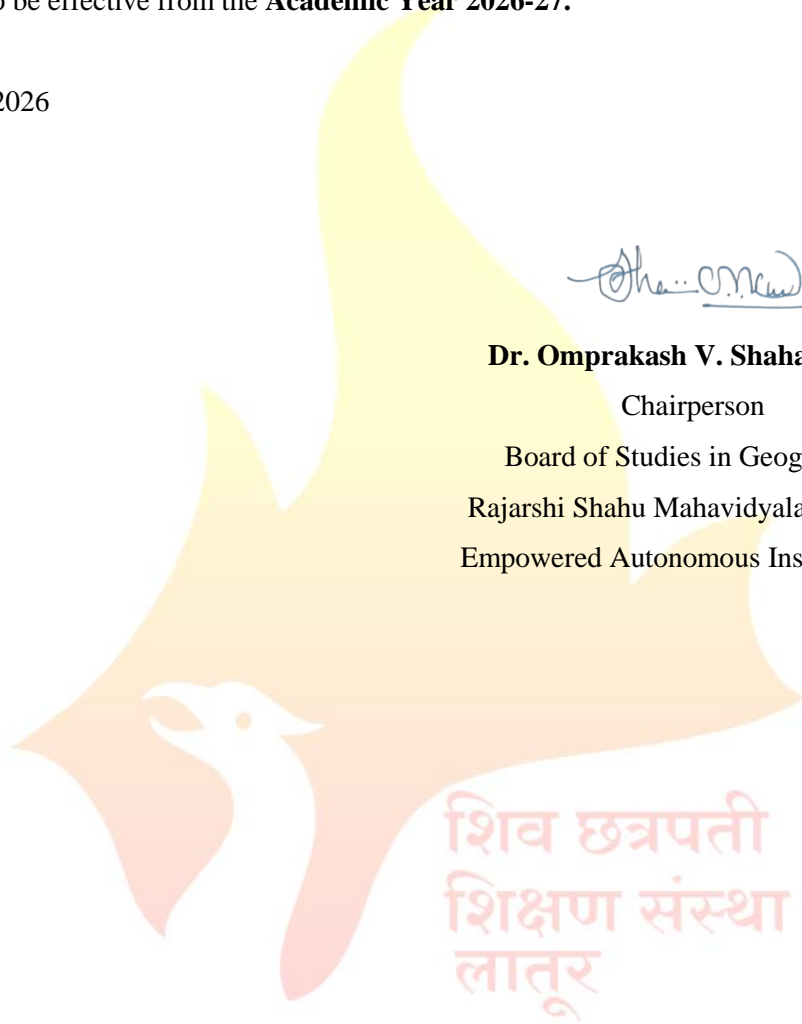 o be effective from the Academic Year 2026-27.
2026
Dr. Omprakash V. Shaha
Chairperson
Board of Studies in Geog
Rajarshi Shahu Mahavidyala
Empowered Autonomous Ins
शिव छत्रपती
शिक्षण संस्था
लातूर